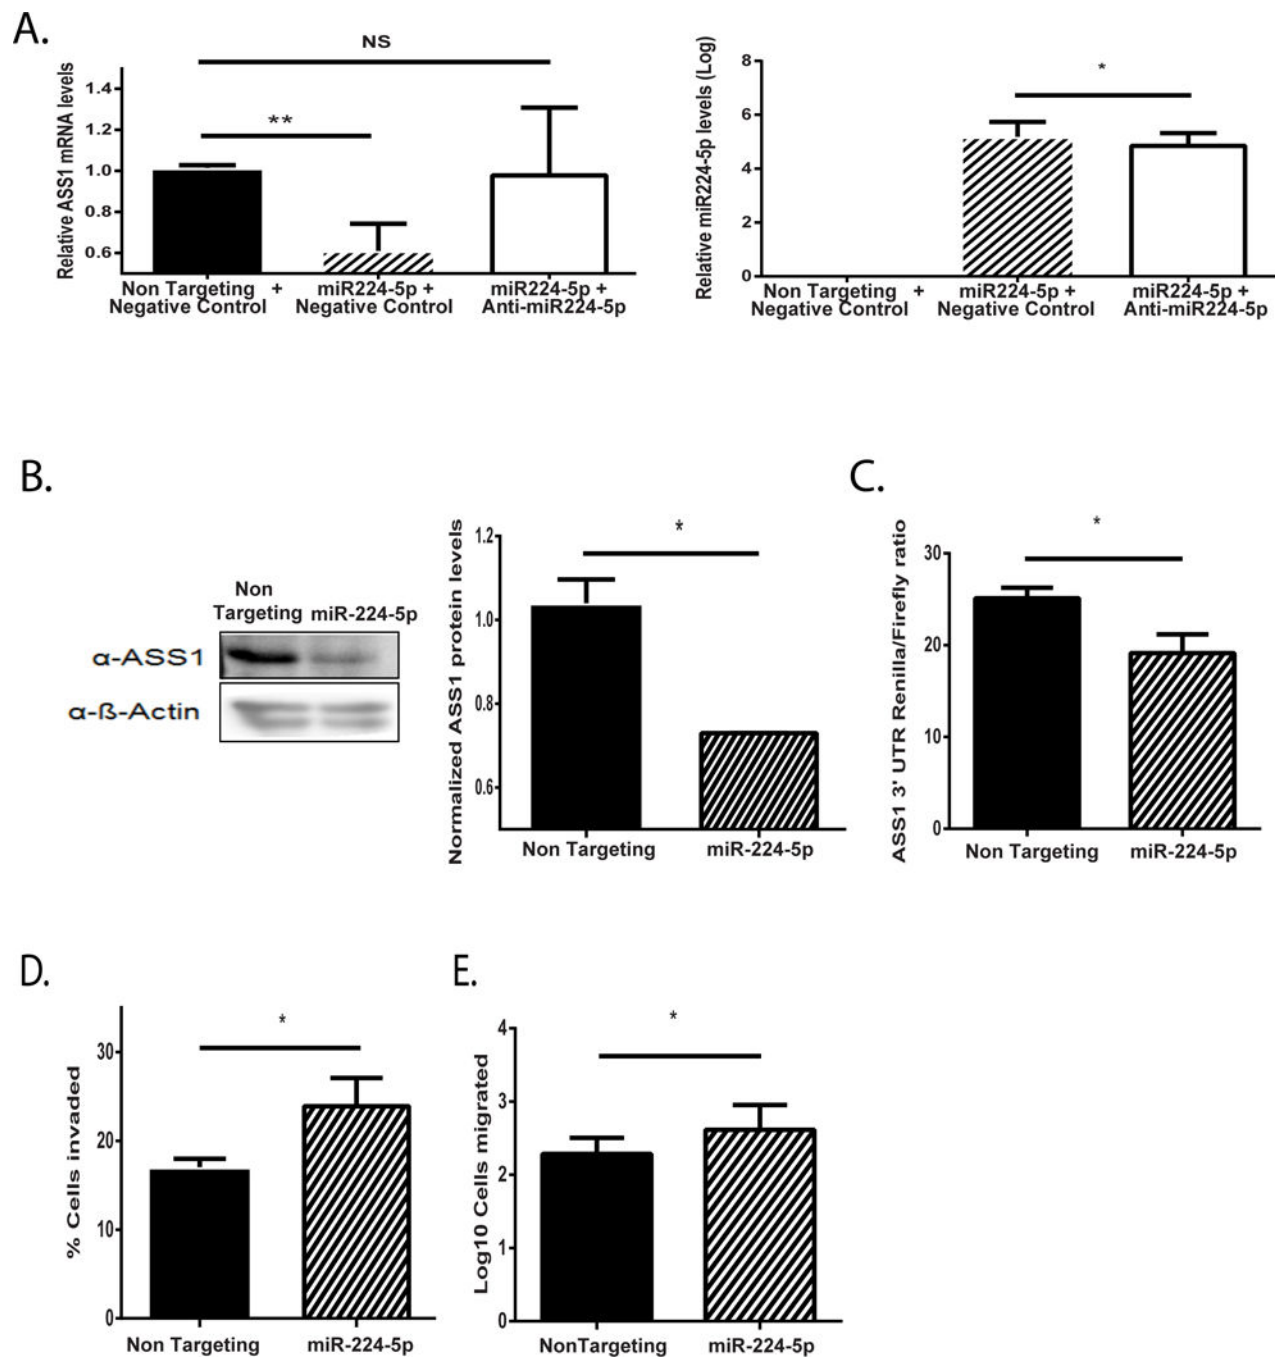 A.
NS
**
Relative ASS1 mRNA levels
1.4
1.2
1.0
0.8
0.6
Non Targeting +
Negative Control
miR224-5p +
Negative Control
miR224-5p +
Anti-miR224-5p
*
Relative miR224-5p levels (Log)
8
6
4
2
0
Non Targeting +
Negative Control
miR224-5p +
Negative Control
miR224-5p +
Anti-miR224-5p
B.
Non
Targeting
miR-224-5p
α-ASS1
α-ß-Actin
*
Normalized ASS1 protein levels
1.2
1.0
0.8
0.6
Non Targeting
miR-224-5p
C.
*
ASS1 3' UTR Renilla/Firefly ratio
30
20
10
0
Non Targeting
miR-224-5p
D.
*
% Cells invaded
30
20
10
0
Non Targeting
miR-224-5p
E.
*
Log10 Cells migrated
4
3
2
1
0
NonTargeting
miR-224-5p